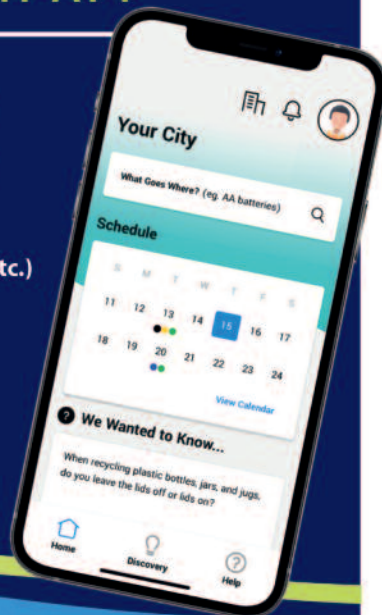 tc.)
Your City
What Goes Where? (eg. AA batteries)
Schedule
S M T W T F S
11 12 13 14 15 16 17
18 19 20 21 22 23 24
View Calendar
? We Wanted to Know...
When recycling plastic bottles, jars, and jugs,
do you leave the lids off or lids on?
Home Discovery ? Help